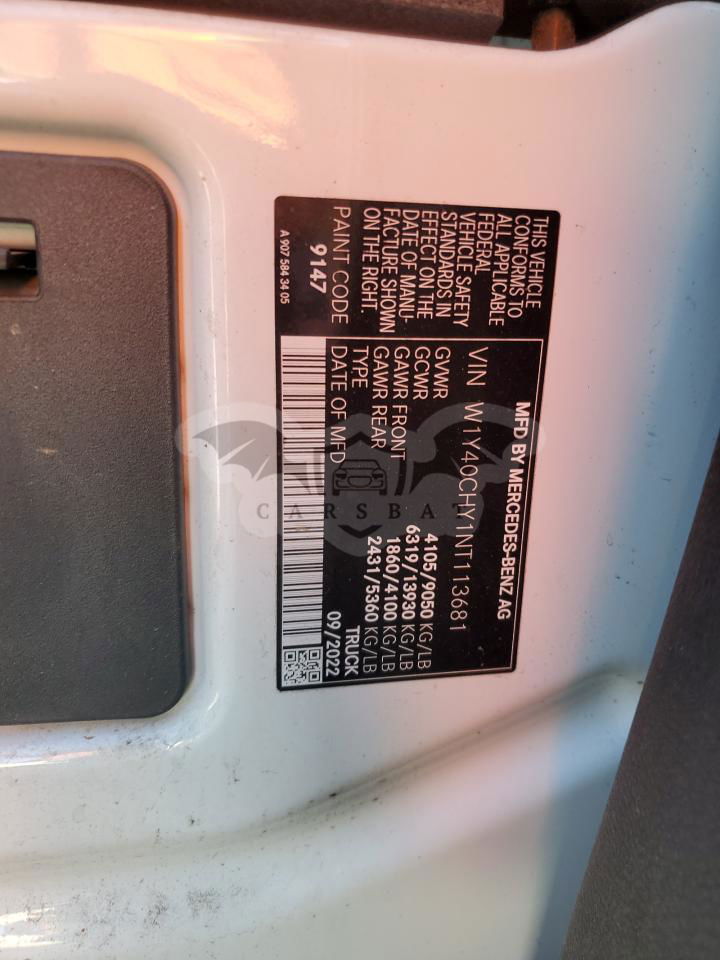 MFD BY MERCEDES-BENZ AG
THIS VEHICLE
CONFORMS TO
ALL APPLICABLE
FEDERAL
VEHICLE SAFETY
STANDARDS IN
EFFECT ON THE
DATE OF MANU-
FACTURE SHOWN
ON THE RIGHT
PAINT CODE
9147
VIN W1Y40CHY1NT113681
GVWR 4105/9050 KG/LB
GCWR 6319/13930 KG/LB
GAWR FRONT 1860/4100 KG/LB
GAWR REAR 2431/5360 KG/LB
TYPE TRUCK
DATE OF MFD 09/2022
A 907 584 34 05
CARSBAT